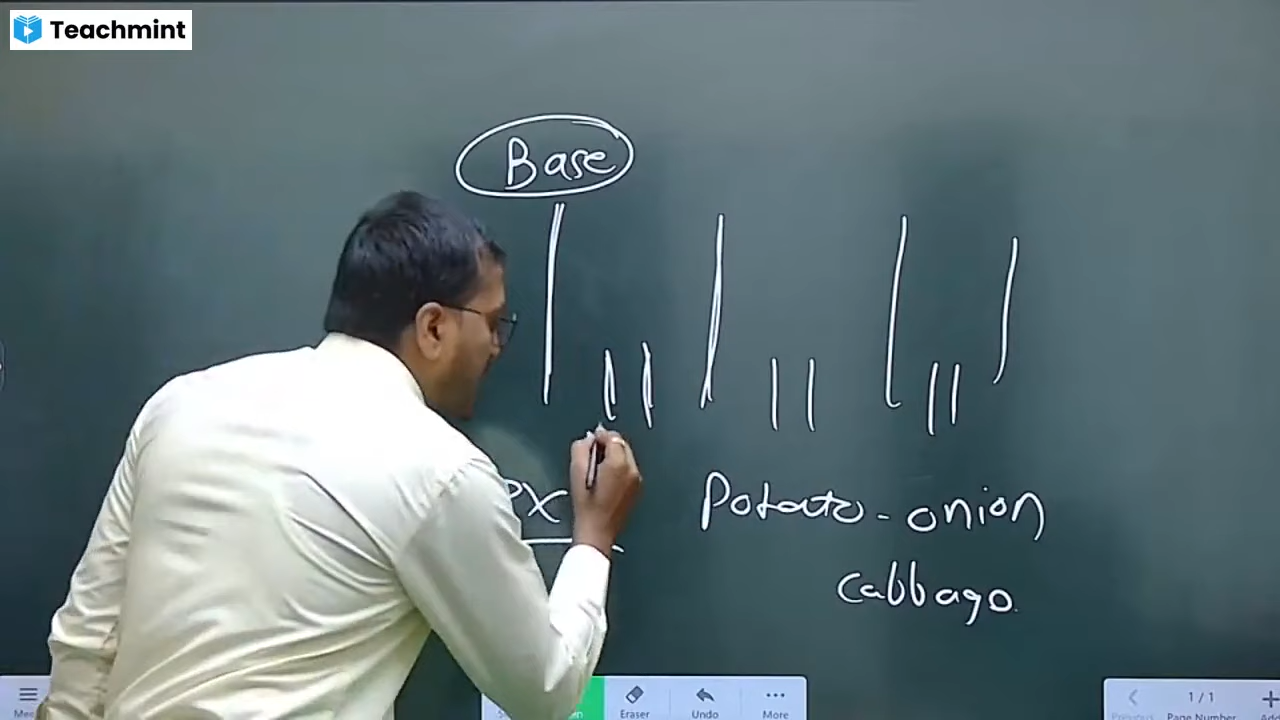 Teachmint
Base
Potato - onion
cabbago.
Eraser
Undo
More
1/1
Page Number